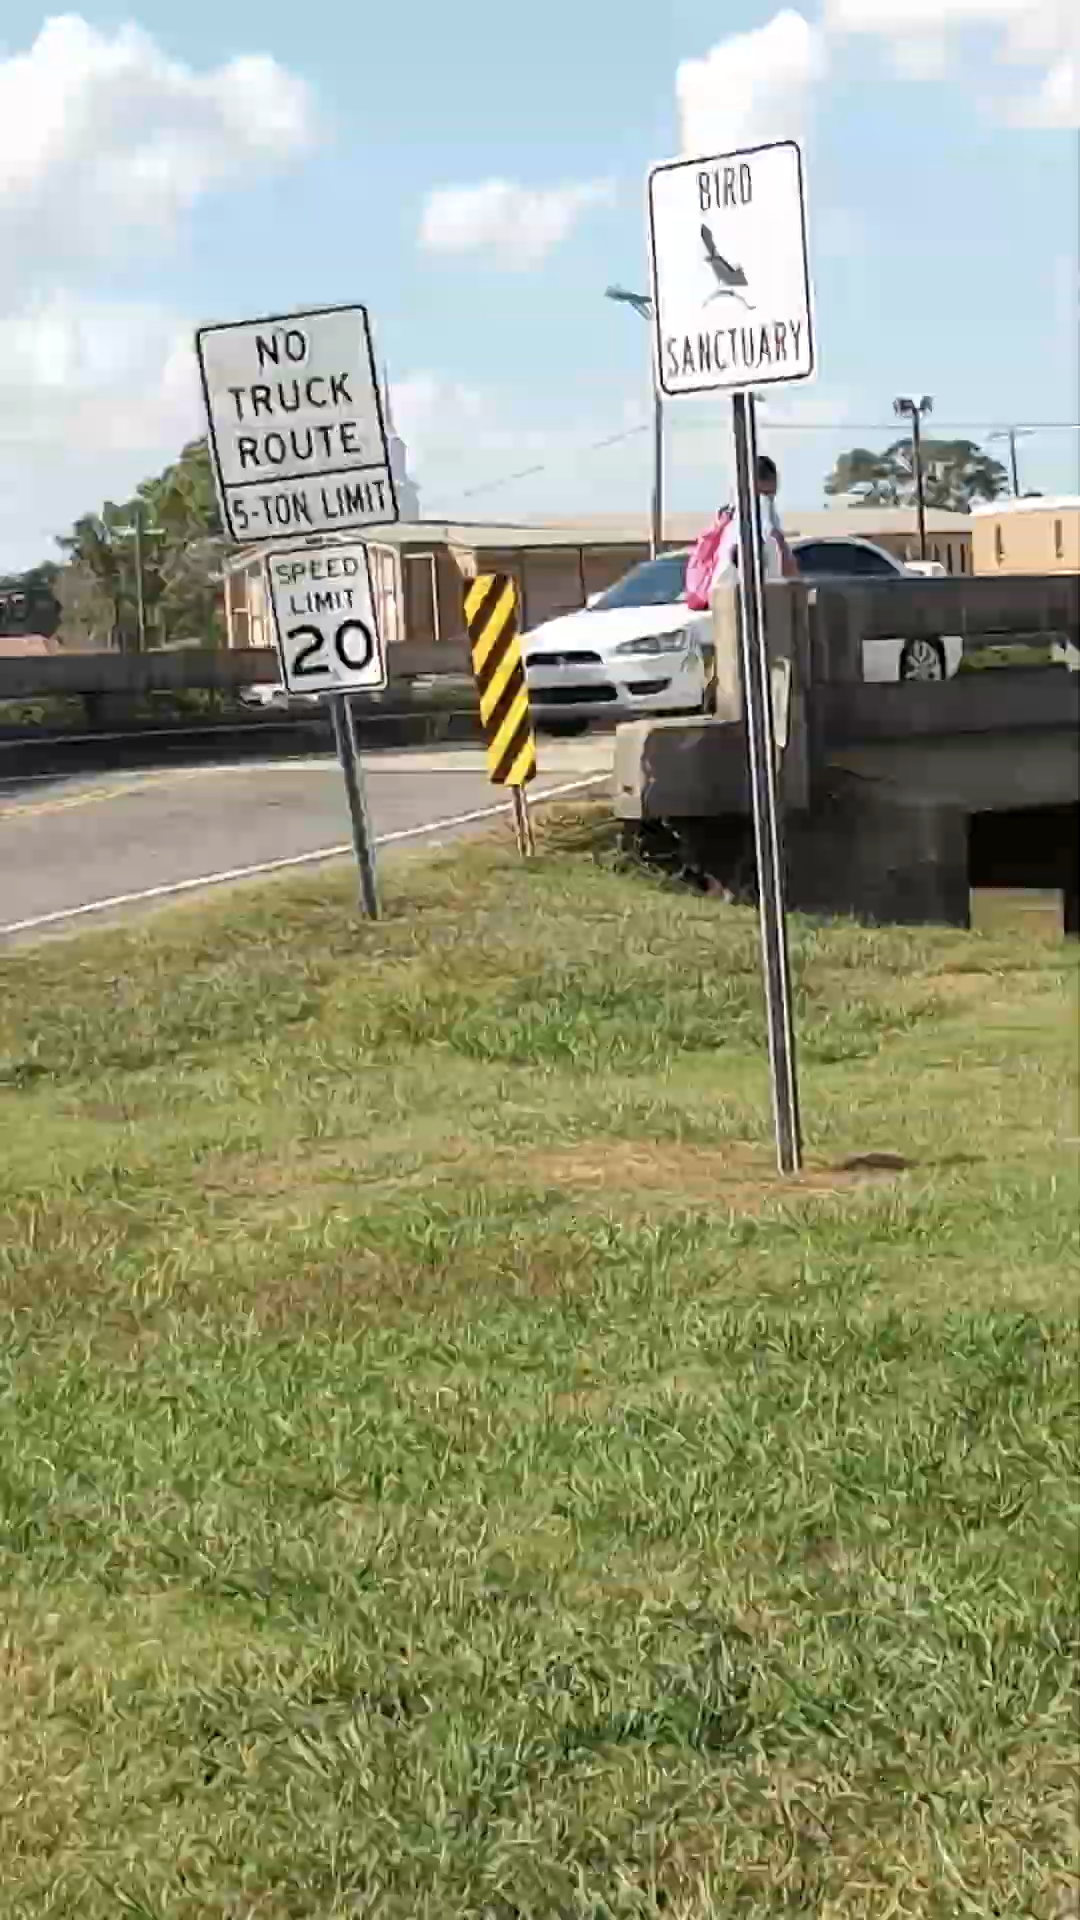 NO
TRUCK
ROUTE
5-TON LIMIT
SPEED
LIMIT
20
BIRD
SANCTUARY